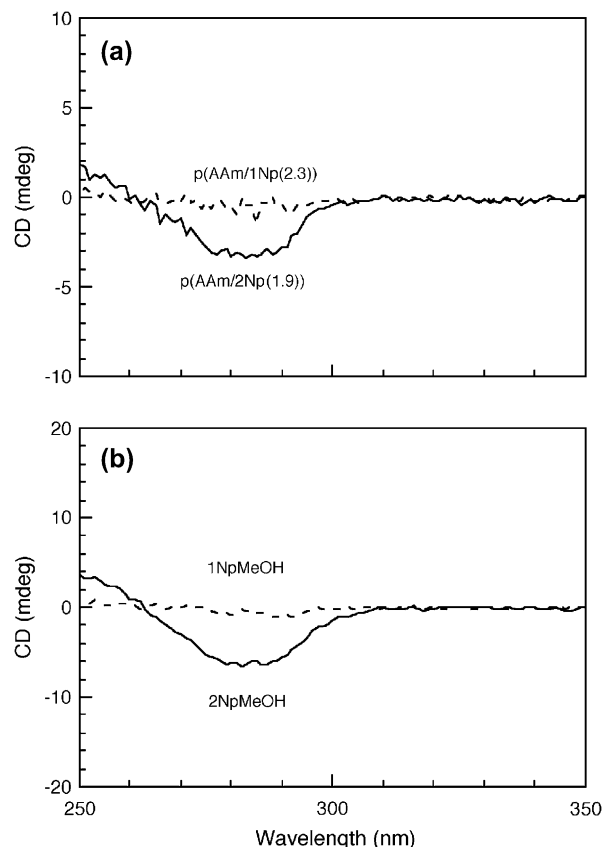 (a)
10
5
0
-5
-10
CD (mdeg)
p(AAm/1Np(2.3))
p(AAm/2Np(1.9))
(b)
20
10
0
-10
-20
CD (mdeg)
1NpMeOH
2NpMeOH
250
300
350
Wavelength (nm)